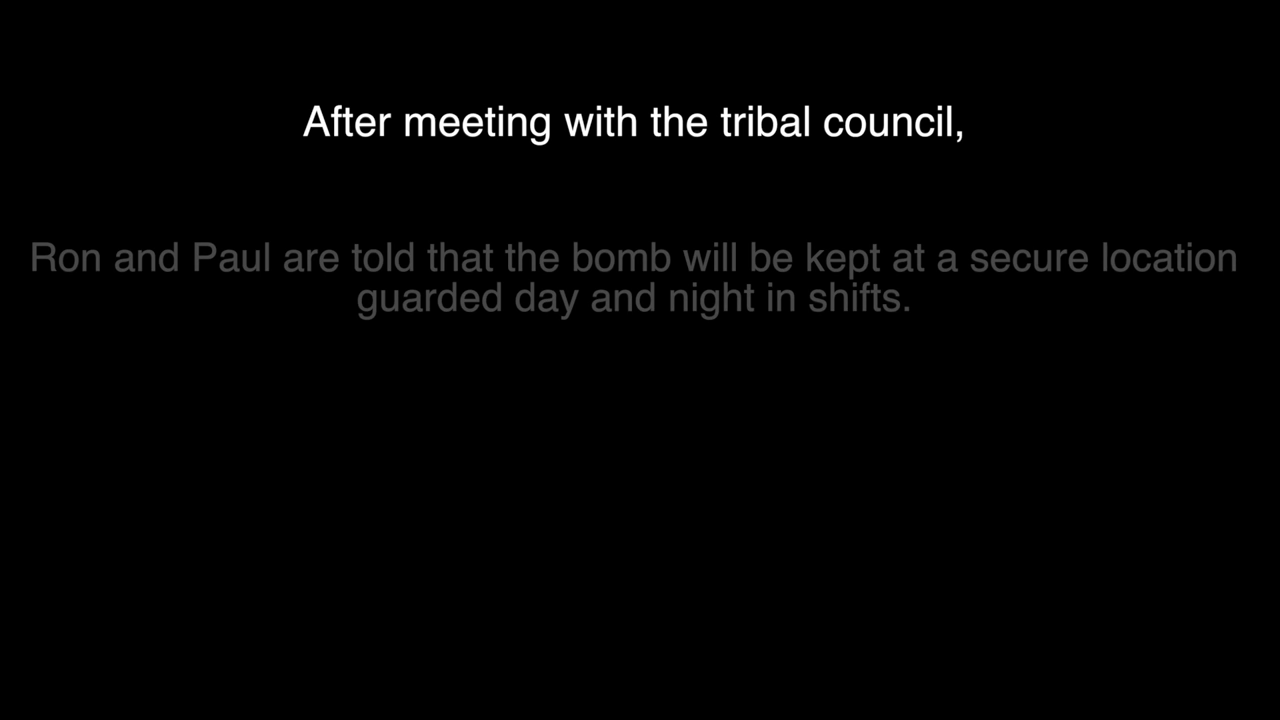 After meeting with the tribal council,
Ron and Paul are told that the bomb will be kept at a secure location
guarded day and night in shifts.